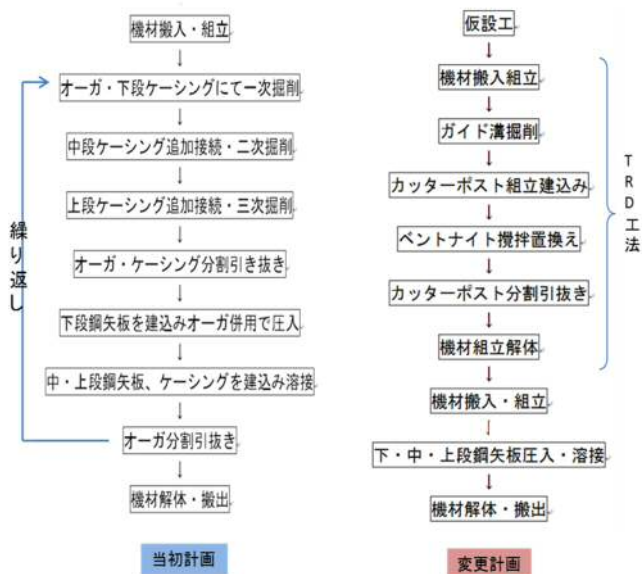 機材搬入・組立
オーガ・下段ケーシングにて一次掘削
中段ケーシング追加接続・二次掘削
上段ケーシング追加接続・三次掘削
オーガ・ケーシング分割引き抜き
下段鋼矢板を建込みオーガ併用で圧入
中・上段鋼矢板、ケーシングを建込み溶接
オーガ分割引抜き
機材解体・搬出
繰り返し
当初計画
仮設工
機材搬入組立
ガイド溝掘削
カッターポスト組立建込み
ベントナイト攪拌置換え
カッターポスト分割引抜き
機材組立解体
機材搬入・組立
下・中・上段鋼矢板圧入・溶接
機材解体・搬出
TRD工法
変更計画